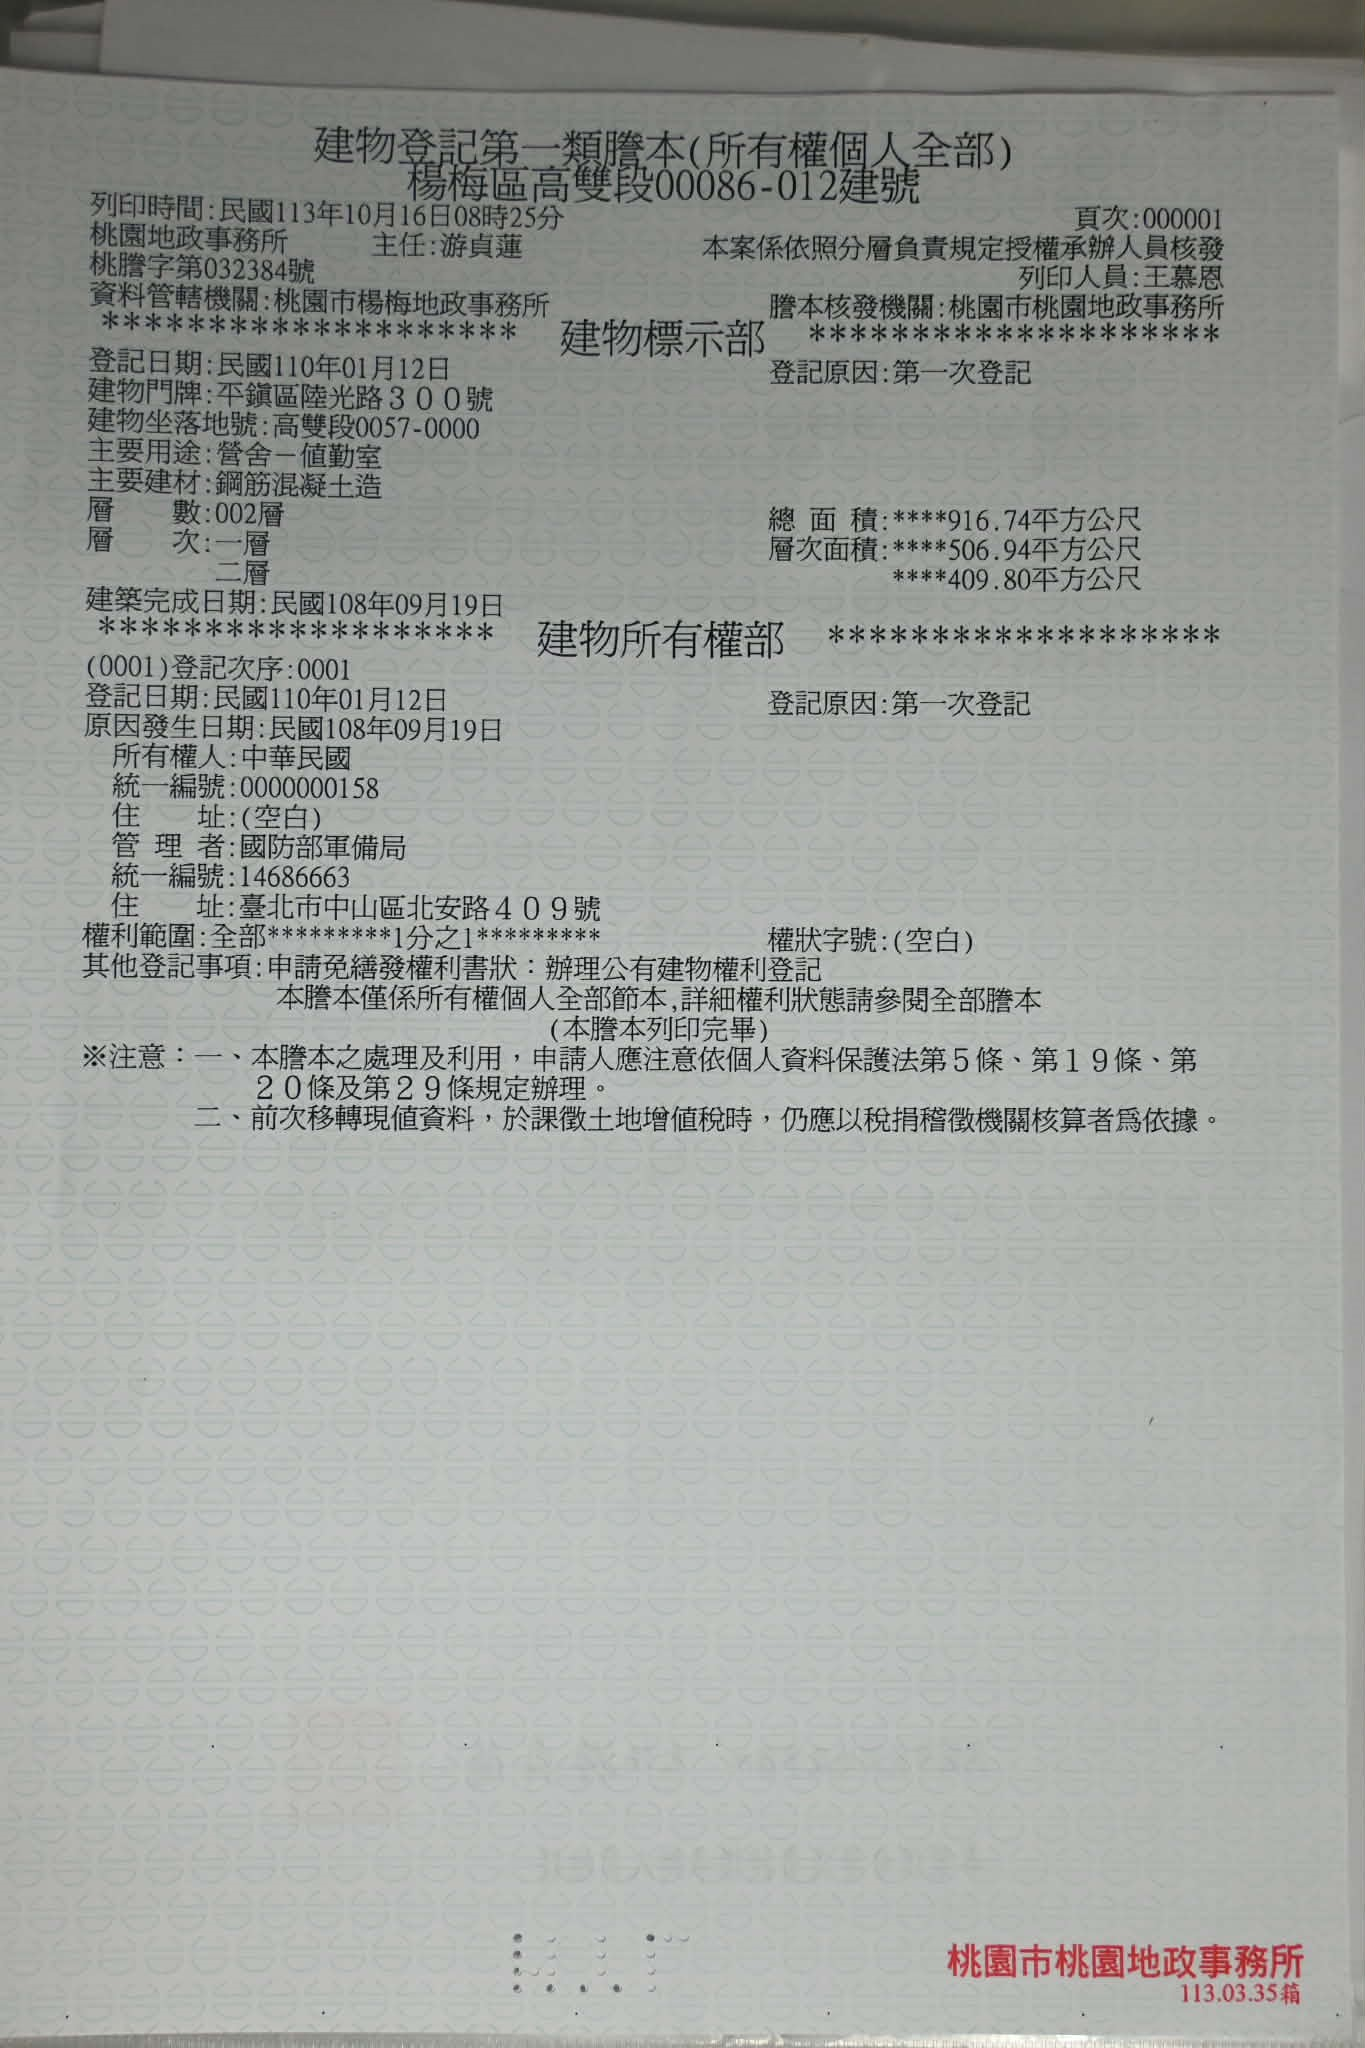 建物登記第一類謄本(所有權個人全部)
楊梅區高雙段00086-012建號
列印時間:民國113年10月16日08時25分 頁次:000001
桃園地政事務所 主任:游貞蓮 本案係依照分層負責規定授權承辦人員核發
桃謄字第032384號 列印人員:王慕恩
資料管轄機關:桃園市楊梅地政事務所 謄本核發機關:桃園市桃園地政事務所
******************** 建物標示部 ********************
登記日期:民國110年01月12日 登記原因:第一次登記
建物門牌:平鎮區陸光路300號
建物坐落地號:高雙段0057-0000
主要用途:營舍－值勤室
主要建材:鋼筋混凝土造
層 數:002層 總 面 積:****916.74平方公尺
層 次:一層 層次面積:****506.94平方公尺
二層 ****409.80平方公尺
建築完成日期:民國108年09月19日
******************* 建物所有權部 *******************
(0001)登記次序:0001
登記日期:民國110年01月12日 登記原因:第一次登記
原因發生日期:民國108年09月19日
所有權人:中華民國
統一編號:0000000158
住 址:(空白)
管 理 者:國防部軍備局
統一編號:14686663
住 址:臺北市中山區北安路409號
權利範圍:全部*********1分之1********* 權狀字號:(空白)
其他登記事項:申請免繕發權利書狀：辦理公有建物權利登記
本謄本僅係所有權個人全部節本,詳細權利狀態請參閱全部謄本
(本謄本列印完畢)
※注意：一、本謄本之處理及利用，申請人應注意依個人資料保護法第5條、第19條、第
20條及第29條規定辦理。
二、前次移轉現值資料，於課徵土地增值稅時，仍應以稅捐稽徵機關核算者為依據。
桃園市桃園地政事務所
113.03.35箱